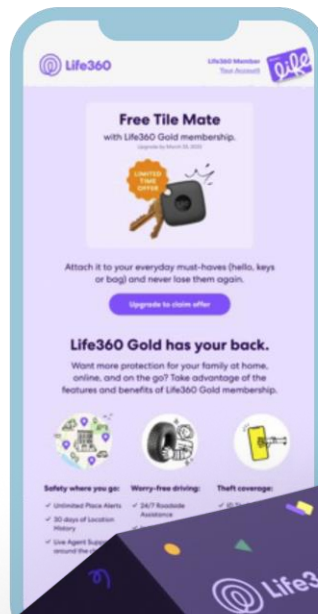 Life360
Life360 Member
Your Account
life
Free Tile Mate
with Life360 Gold membership.
LIMITED
TIME
OFFER
Attach it to your everyday must-haves (hello, keys
or bag) and never lose them again.
Upgrade to claim offer
Life360 Gold has your back.
Want more protection for your family at home,
online, and on the go? Take advantage of the
features and benefits of Life360 Gold membership.
Safety where you go:
✓ Unlimited Place Alerts
✓ 30 days of Location
History
✓ Live Agent
around the
Worry-free driving:
✓ 24/7 Roadside
Assistance
Theft coverage:
Life3